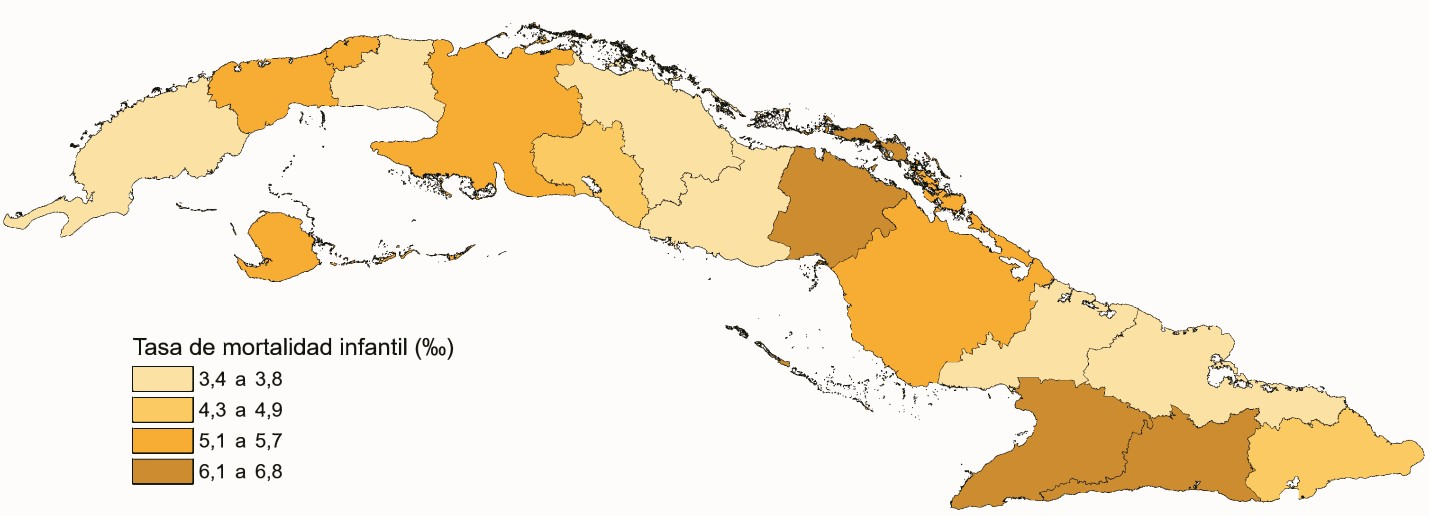 Tasa de mortalidad infantil (‰)
3,4 a 3,8
4,3 a 4,9
5,1 a 5,7
6,1 a 6,8